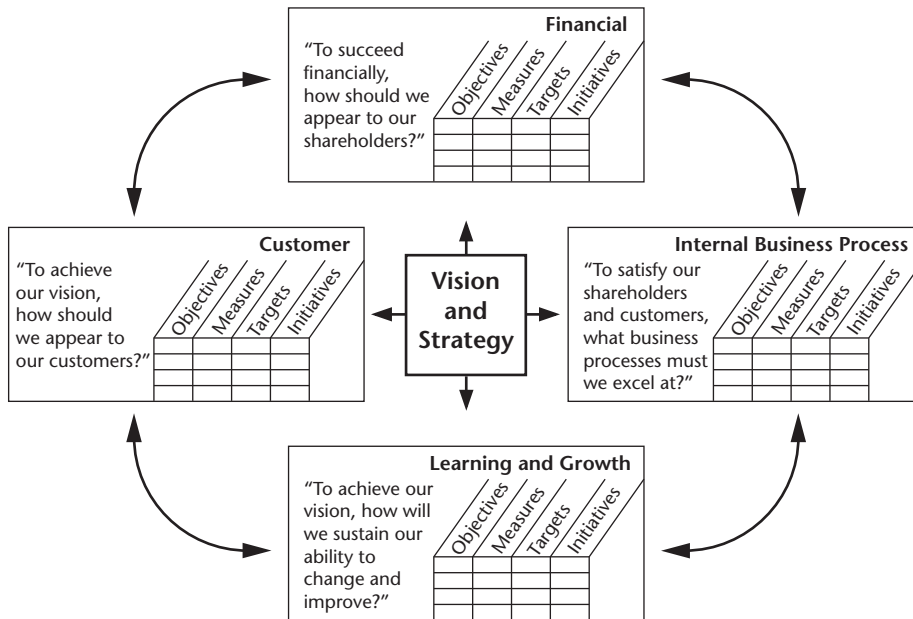 Financial
“To succeed
financially,
how should we
appear to our
shareholders?”
Objectives
Measures
Targets
Initiatives
Customer
“To achieve
our vision,
how should
we appear to
our customers?”
Objectives
Measures
Targets
Initiatives
Vision
and
Strategy
Internal Business Process
“To satisfy our
shareholders
and customers,
what business
processes must
we excel at?”
Objectives
Measures
Targets
Initiatives
Learning and Growth
“To achieve our
vision, how will
we sustain our
ability to
change and
improve?”
Objectives
Measures
Targets
Initiatives